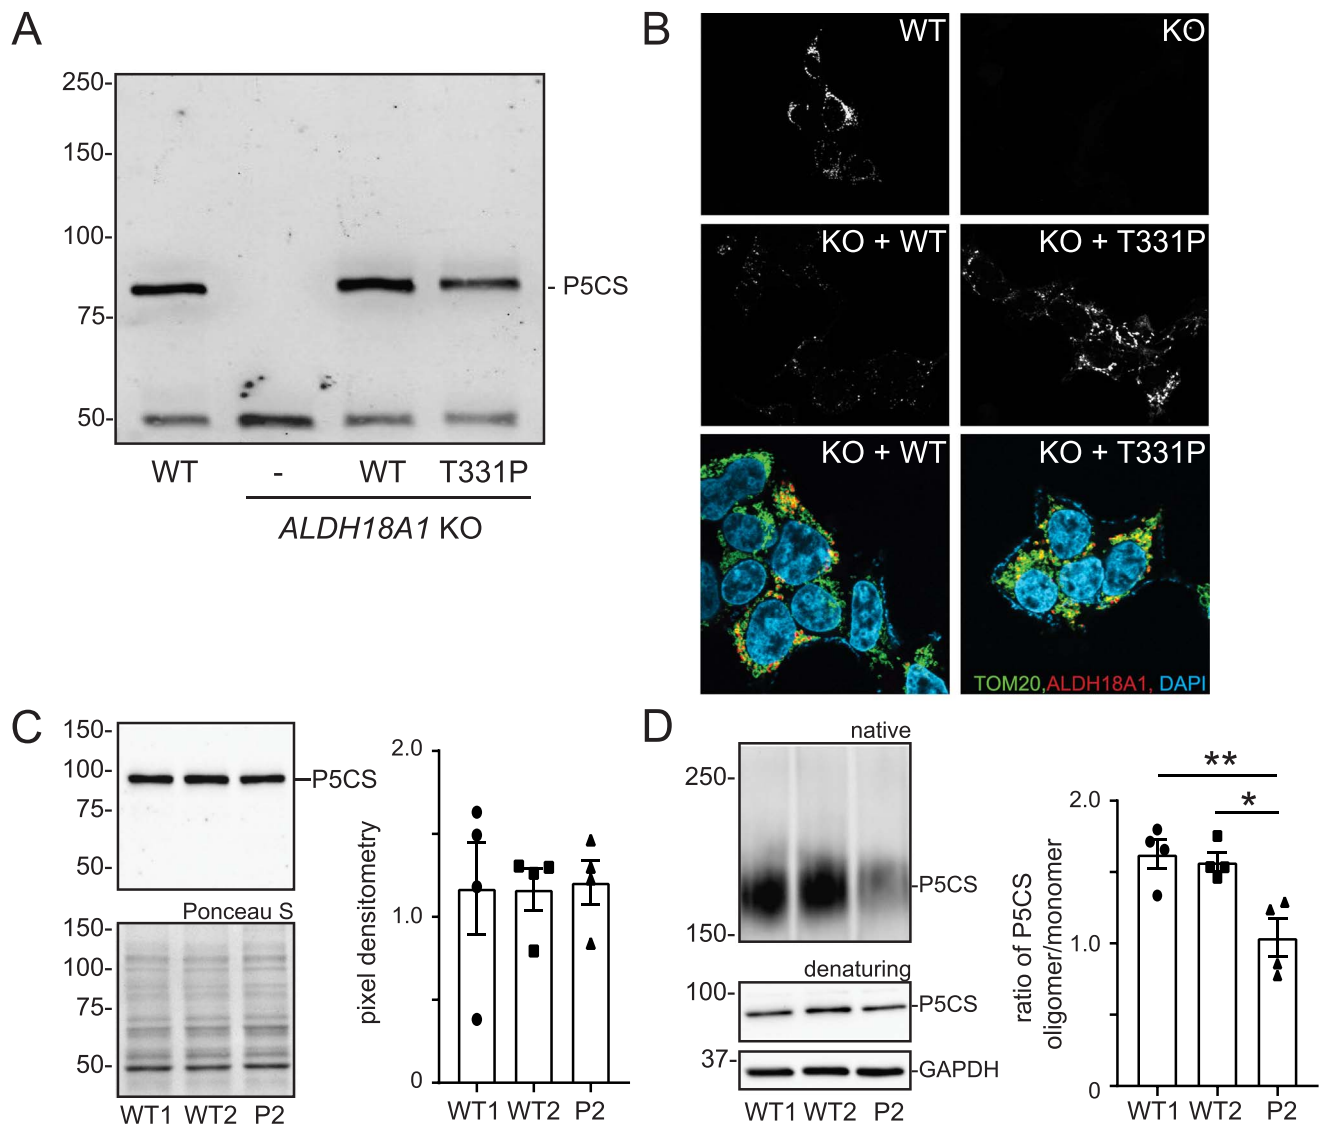 A
250-
150-
100-
75-
50-
- P5CS
WT - WT T331P
ALDH18A1 KO
B
WT
KO
KO + WT
KO + T331P
KO + WT
KO + T331P
TOM20, ALDH18A1, DAPI
C
150-
100-
75-
50-
P5CS
Ponceau S
150-
100-
75-
50-
WT1 WT2 P2
pixel densitometry
2.0
1.0
0
WT1 WT2 P2
D
native
250-
150-
-P5CS
denaturing
100-
-P5CS
37-
-GAPDH
WT1 WT2 P2
ratio of P5CS
oligomer/monomer
**
*
2.0
1.0
0
WT1 WT2 P2